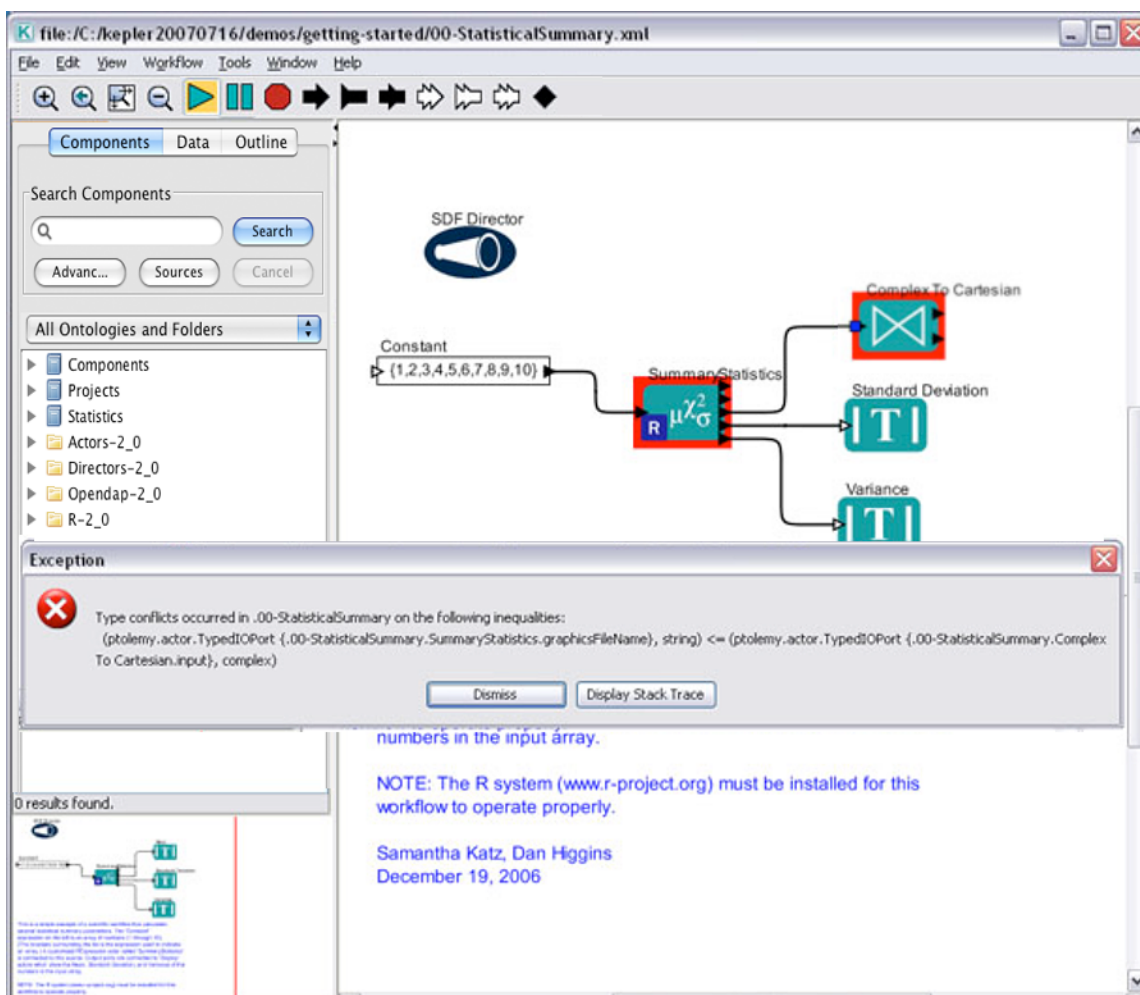 file:/C:/kepler20070716/demos/getting-started/00-StatisticalSummary.xml
File Edit View Workflow Tools Window Help
Components Data Outline
Search Components
Search
Advanc... Sources Cancel
All Ontologies and Folders
Components
Projects
Statistics
Actors-2_0
Directors-2_0
Opendap-2_0
R-2_0
SDF Director
Complex To Cartesian
Constant
{1,2,3,4,5,6,7,8,9,10}
SummaryStatistics
R μ χ²σ
Standard Deviation
T
Variance
T
Exception
Type conflicts occurred in .00-StatisticalSummary on the following inequalities:
(ptolemy.actor.TypedIOPort {.00-StatisticalSummary.SummaryStatistics.graphicsFileName}, string) <= (ptolemy.actor.TypedIOPort {.00-StatisticalSummary.Complex
To Cartesian.input}, complex)
Dismiss Display Stack Trace
numbers in the input array.
NOTE: The R system (www.r-project.org) must be installed for this
workflow to operate properly.
Samantha Katz, Dan Higgins
December 19, 2006
0 results found.